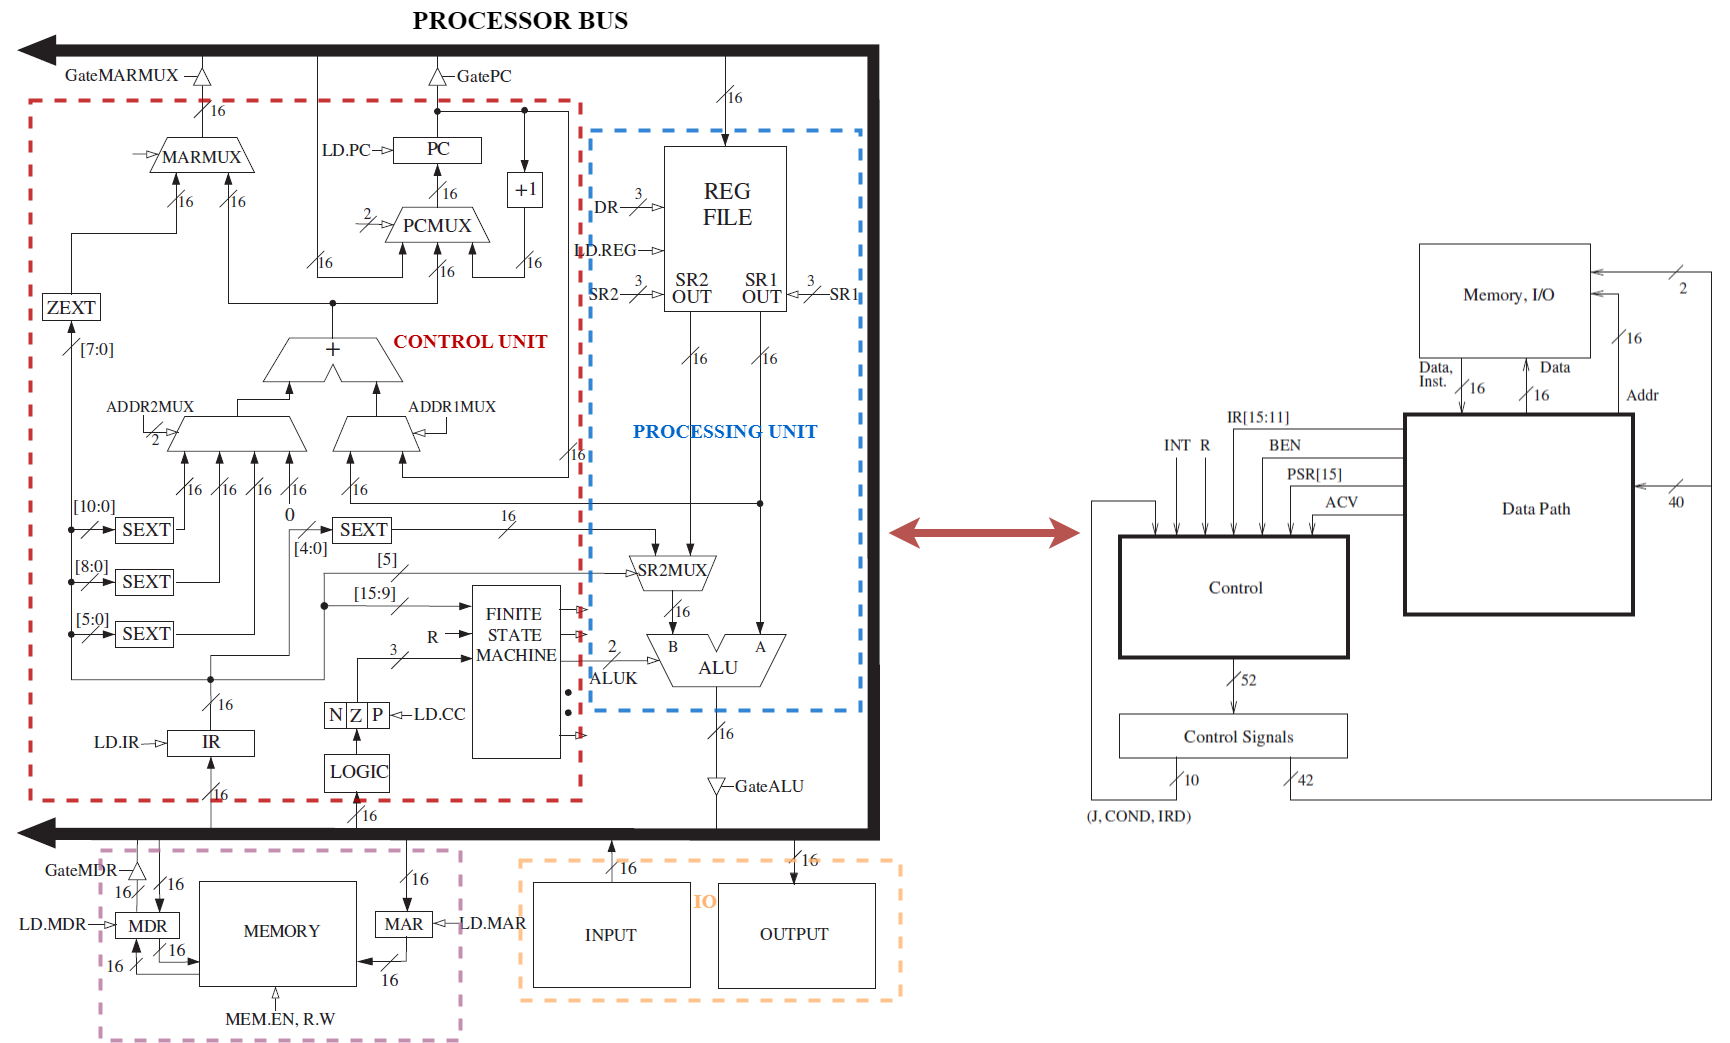 PROCESSOR BUS
GateMARMUX
GatePC
16
16
MARMUX
LD.PC
PC
16
16
16
+1
2
PCMUX
16
16
16
ZEXT
[7:0]
+
CONTROL UNIT
ADDR2MUX
2
ADDR1MUX
16
16
16
16
16
16
0
[10:0]
SEXT
[8:0]
SEXT
[5:0]
SEXT
[4:0]
SEXT
16
[5]
[15:9]
R
3
FINITE
STATE
MACHINE
N Z P
LD.CC
LOGIC
16
16
LD.IR
IR
16
REG
FILE
DR
3
LD.REG
SR2
3
SR2
OUT
SR1
OUT
3
SR1
16
16
PROCESSING UNIT
SR2MUX
16
B
A
ALU
2
ALUK
16
GateALU
GateMDR
16
16
LD.MDR
MDR
16
16
MEMORY
16
MAR
LD.MAR
16
MEM.EN, R.W
16
16
IO
INPUT
OUTPUT
Memory, I/O
2
16
Data,
Inst.
16
Data
16
Addr
IR[15:11]
INT R
BEN
PSR[15]
ACV
Data Path
40
Control
52
Control Signals
10
42
(J, COND, IRD)